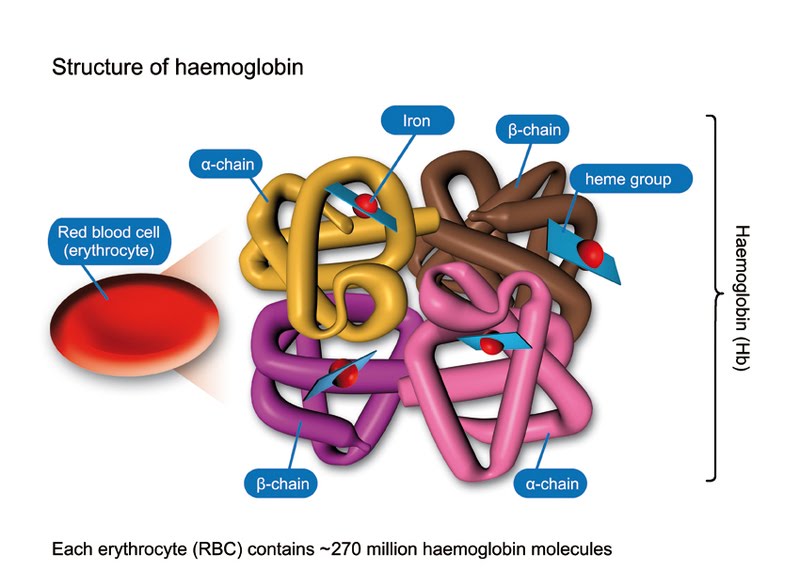 Structure of haemoglobin
Iron
β-chain
α-chain
heme group
Red blood cell
(erythrocyte)
Haemoglobin (Hb)
β-chain
α-chain
Each erythrocyte (RBC) contains ~270 million haemoglobin molecules